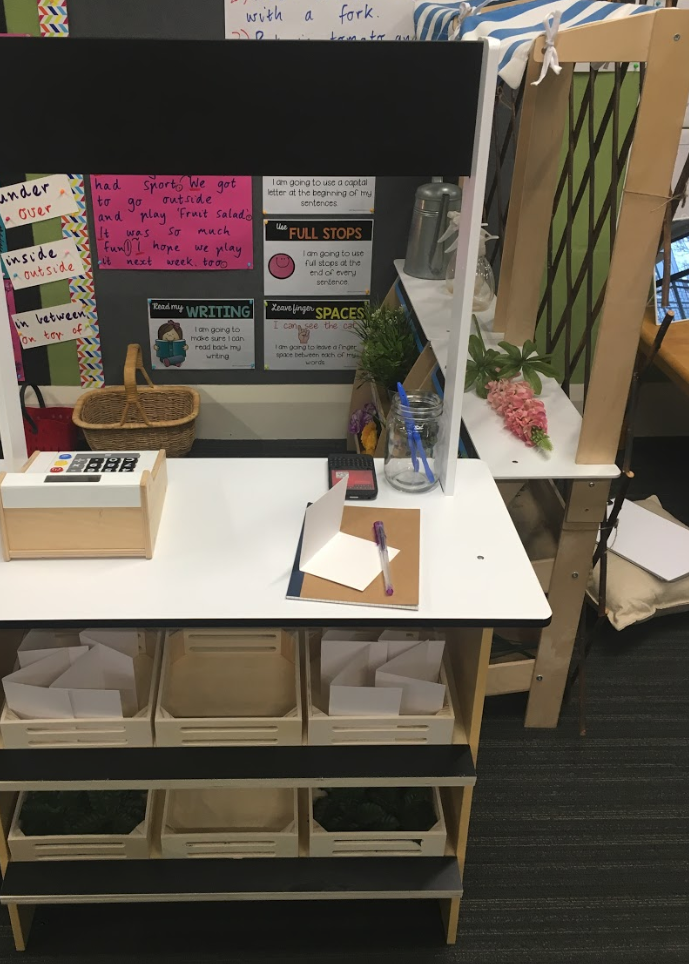 with a fork.
under
over
inside
outside
in between
on top of
had sport. We got
to go outside
and play 'fruit salad'.
It was so much
fun! I hope we play
it next week too.
I am going to use a capital
letter at the beginning of my
sentences.
Use
FULL STOPS
I am going to
use full
stops at the
end of every
sentence
Read my WRITING
I am going to
make sure I can
read back my
writing.
Leave finger SPACES
I can see the cat
I am going to leave a finger
space between each of my
words.